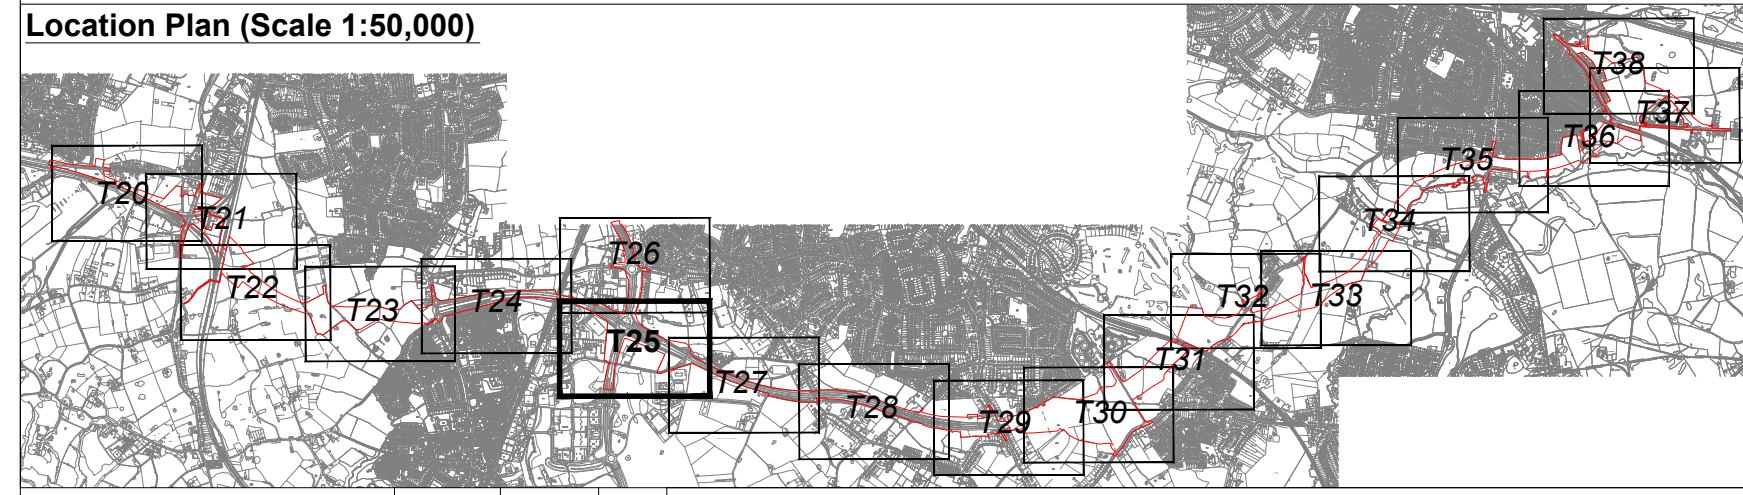 Location Plan (Scale 1:50,000)
T20
T21
T22
T23
T24
T25
T26
T27
T28
T29
T30
T31
T32
T33
T34
T35
T36
T37
T38